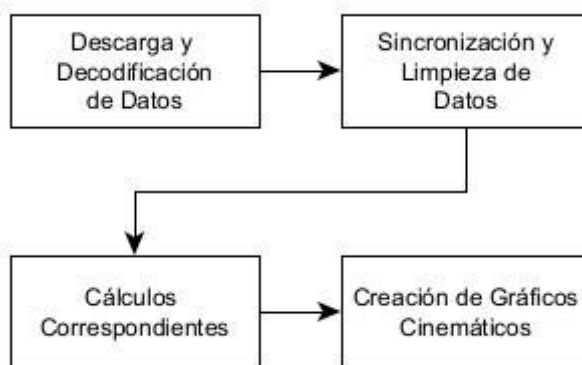 Descarga y
Decodificación
de Datos
Sincronización y
Limpieza de
Datos
Cálculos
Correspondientes
Creación de Gráficos
Cinemáticos